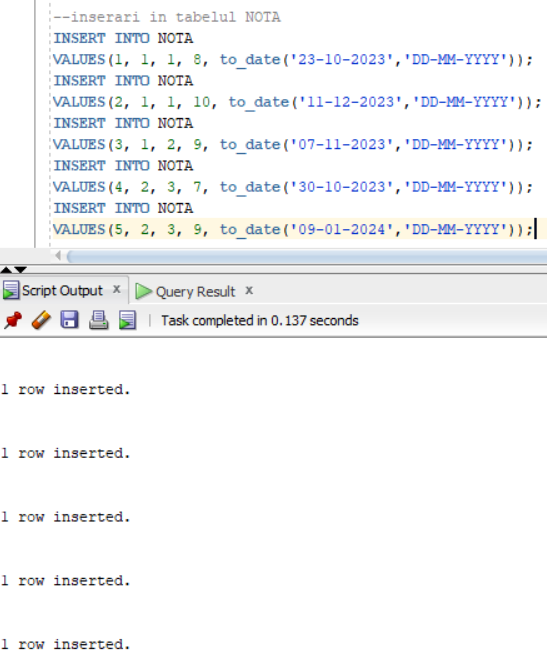 --inserari in tabelul NOTA
INSERT INTO NOTA
VALUES(1, 1, 1, 8, to_date('23-10-2023','DD-MM-YYYY'));
INSERT INTO NOTA
VALUES(2, 1, 1, 10, to_date('11-12-2023','DD-MM-YYYY'));
INSERT INTO NOTA
VALUES(3, 1, 2, 9, to_date('07-11-2023','DD-MM-YYYY'));
INSERT INTO NOTA
VALUES(4, 2, 3, 7, to_date('30-10-2023','DD-MM-YYYY'));
INSERT INTO NOTA
VALUES(5, 2, 3, 9, to_date('09-01-2024','DD-MM-YYYY'));
Script Output x Query Result x
Task completed in 0.137 seconds
1 row inserted.
1 row inserted.
1 row inserted.
1 row inserted.
1 row inserted.